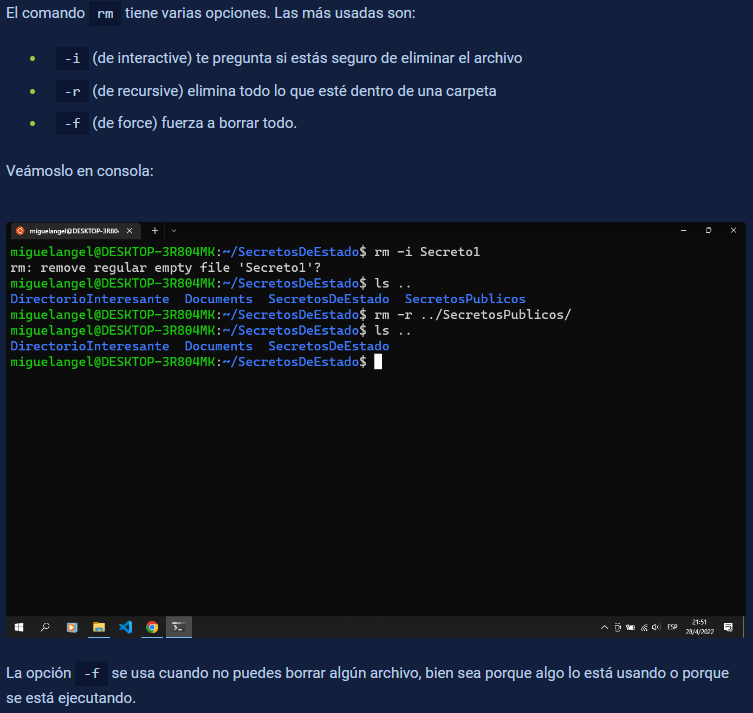 El comando rm tiene varias opciones. Las más usadas son:
-i (de interactive) te pregunta si estás seguro de eliminar el archivo
-r (de recursive) elimina todo lo que esté dentro de una carpeta
-f (de force) fuerza a borrar todo.
Veámoslo en consola:
miguelangel@DESKTOP-3R80-
miguelangel@DESKTOP-3R804MK:~/SecretosDeEstado$ rm -i Secreto1
rm: remove regular empty file 'Secreto1'?
miguelangel@DESKTOP-3R804MK:~/SecretosDeEstado$ ls ..
DirectorioInteresante Documents SecretosDeEstado SecretosPublicos
miguelangel@DESKTOP-3R804MK:~/SecretosDeEstado$ rm -r ../SecretosPublicos/
miguelangel@DESKTOP-3R804MK:~/SecretosDeEstado$ ls ..
DirectorioInteresante Documents SecretosDeEstado
miguelangel@DESKTOP-3R804MK:~/SecretosDeEstado$
ESP
21:51
28/4/2022
La opción -f se usa cuando no puedes borrar algún archivo, bien sea porque algo lo está usando o porque
se está ejecutando.